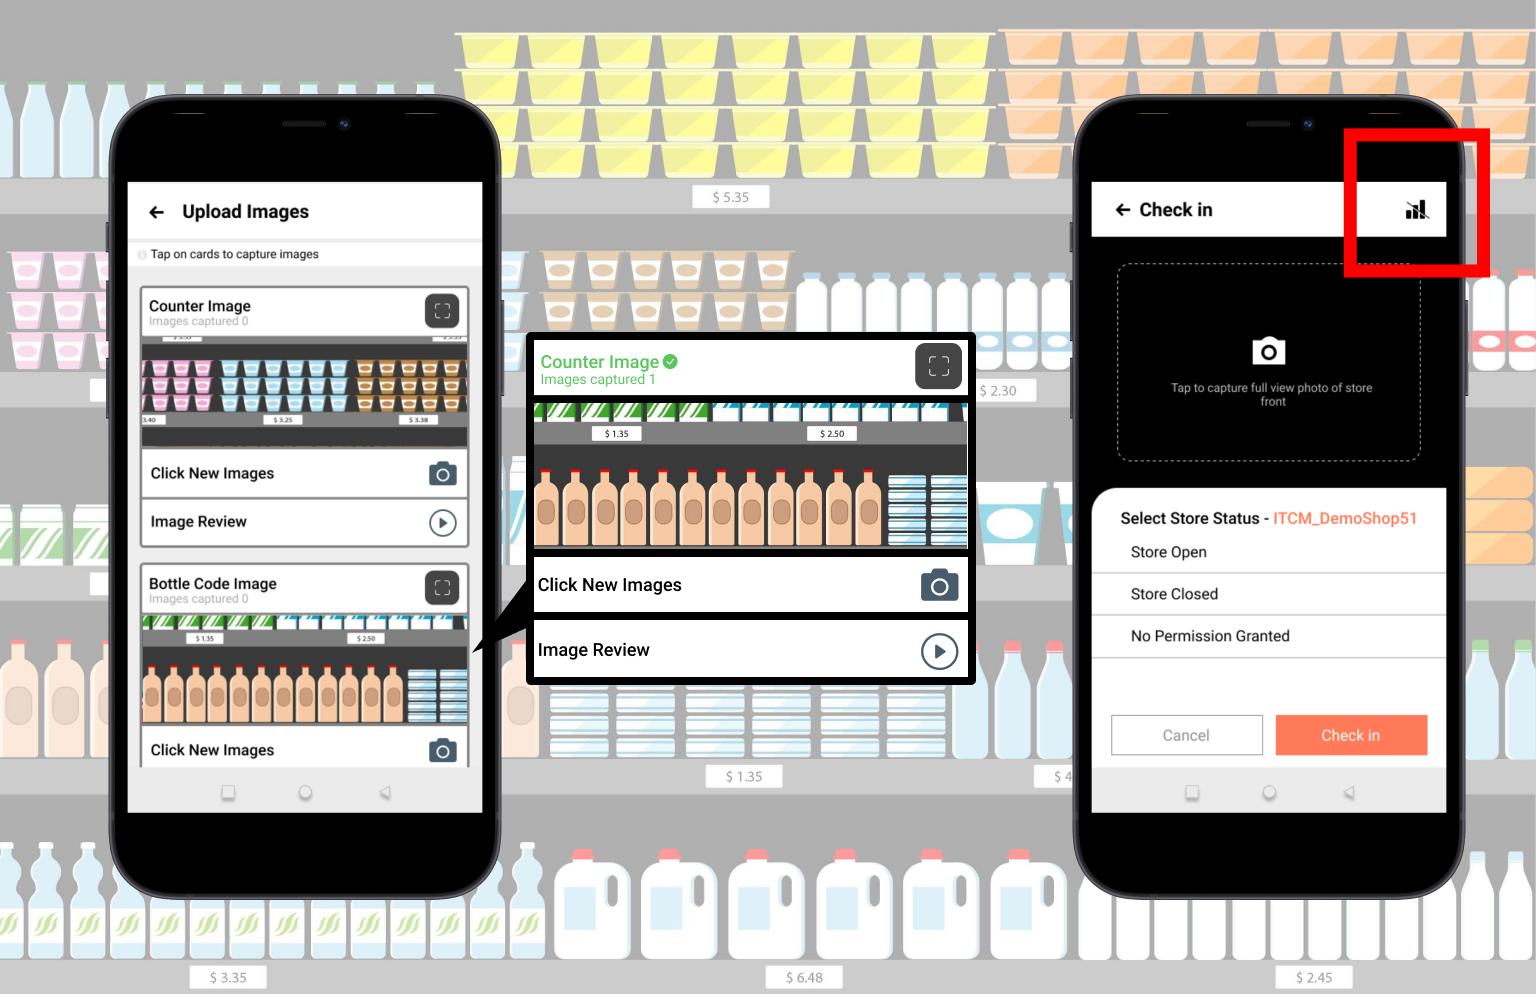 $ 5.35
Upload Images
Tap on cards to capture images
Counter Image
Images captured 0
3.40
$ 3.25
$ 3.38
Click New Images
Image Review
Bottle Code Image
Images captured 0
$ 1.35
$ 2.50
Click New Images
Counter Image
Images captured 1
$ 1.35
$ 2.50
Click New Images
Image Review
$ 2.30
$ 1.35
$ 4
Check in
Tap to capture full view photo of store
front
Select Store Status - ITCM_DemoShop51
Store Open
Store Closed
No Permission Granted
Cancel
Check in
$ 3.35
$ 6.48
$ 2.45